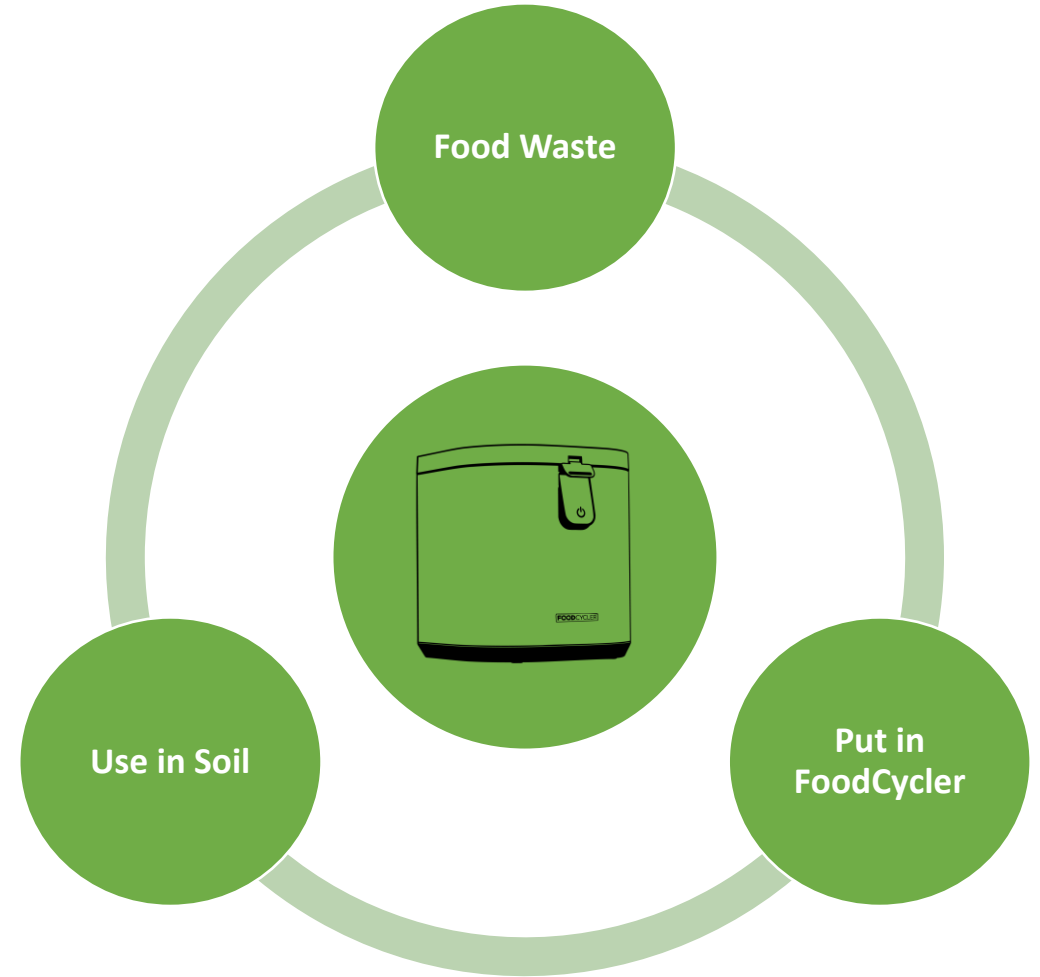 Food Waste
FOODCYCLER
Use in Soil
Put in
FoodCycler